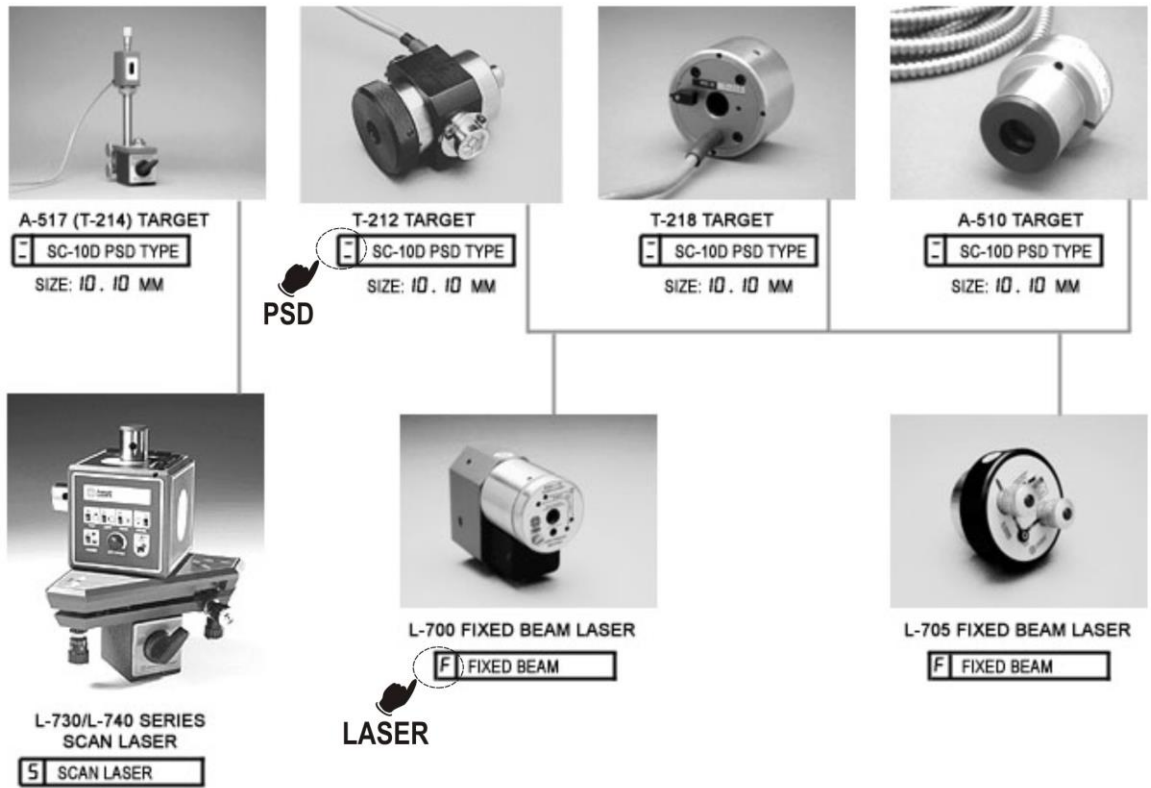 A-517 (T-214) TARGET
SC-10D PSD TYPE
SIZE: 10.10 MM
T-212 TARGET
SC-10D PSD TYPE
SIZE: 10.10 MM
PSD
T-218 TARGET
SC-10D PSD TYPE
SIZE: 10.10 MM
A-510 TARGET
SC-10D PSD TYPE
SIZE: 10.10 MM
L-730/L-740 SERIES
SCAN LASER
S SCAN LASER
L-700 FIXED BEAM LASER
F FIXED BEAM
LASER
L-705 FIXED BEAM LASER
F FIXED BEAM